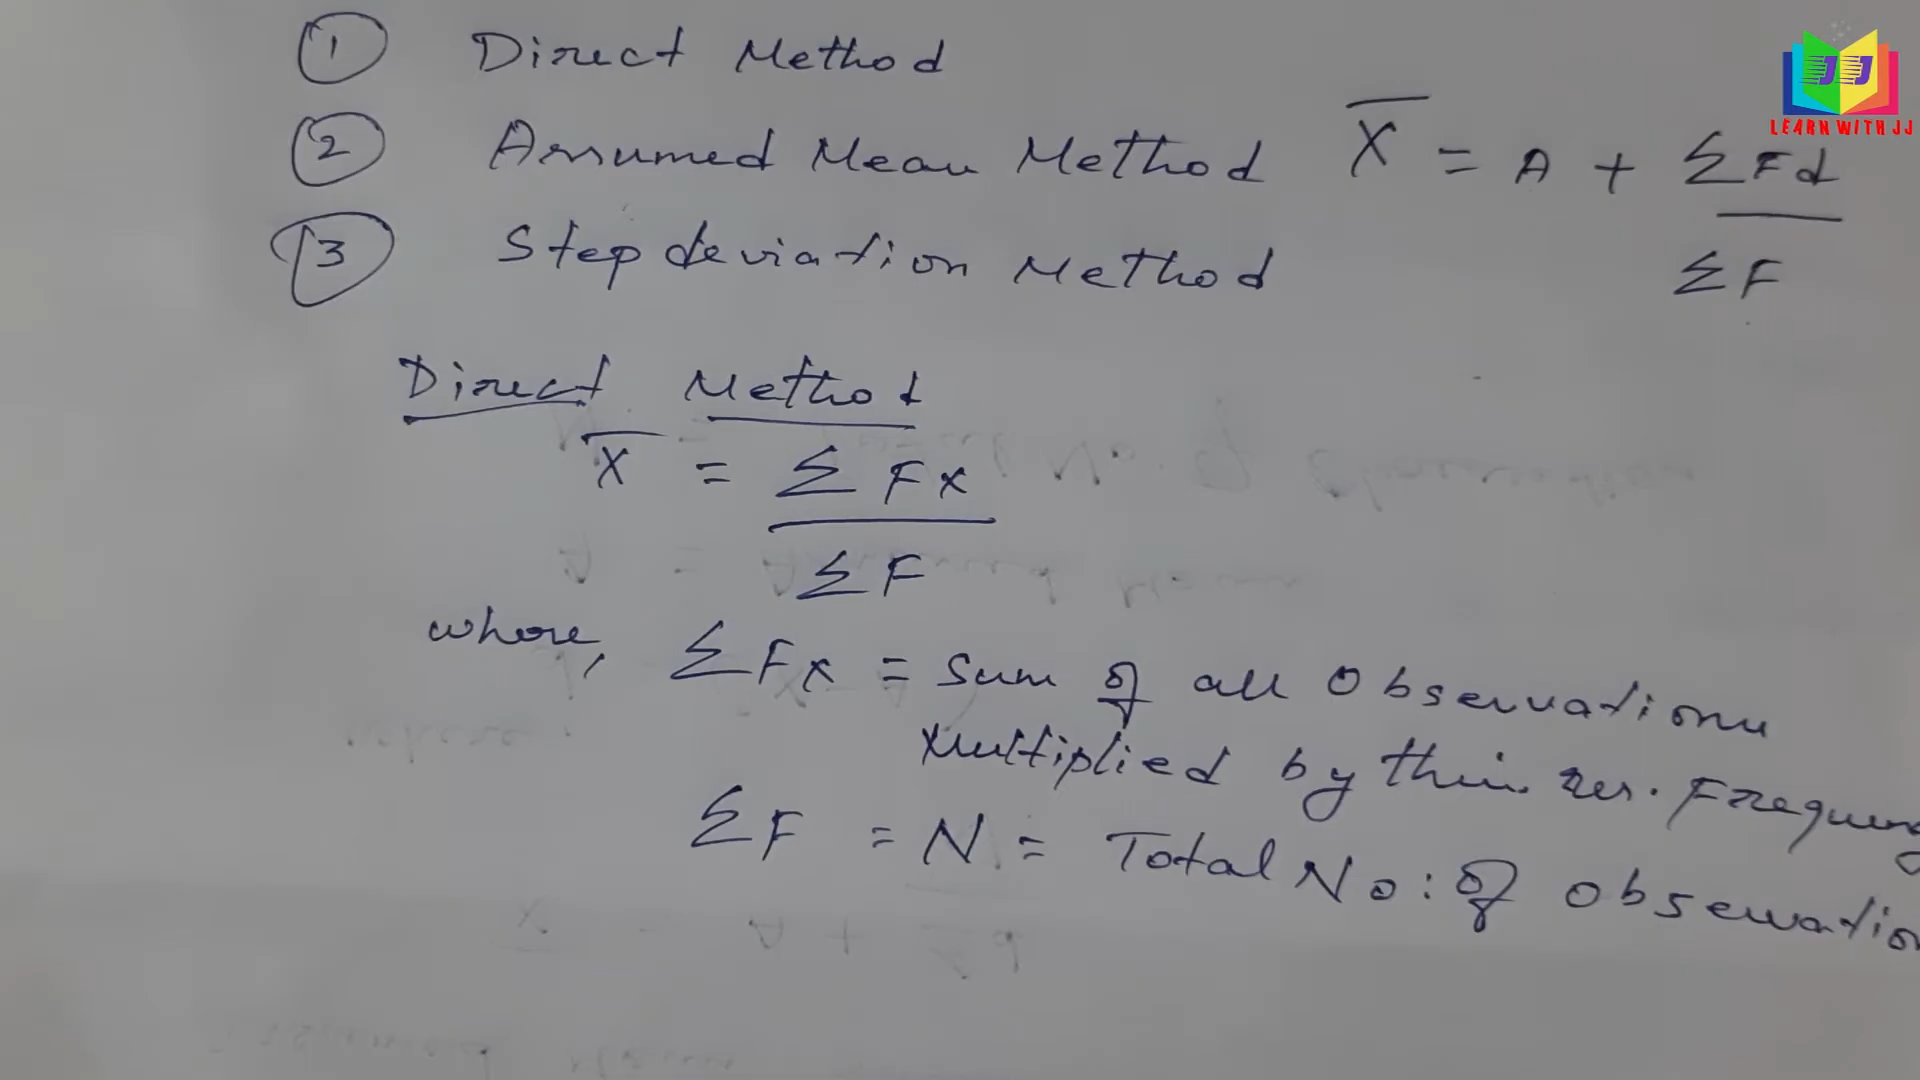 1 Direct Method
2 Assumed Mean Method X̄ = A + ΣFd / ΣF
3 Step deviation Method
Direct Method
X̄ = ΣFx / ΣF
where, ΣFx = Sum of all Observations
Multiplied by their res. Frequency
ΣF = N = Total No: of observation
JJ
LEARN WITH JJ